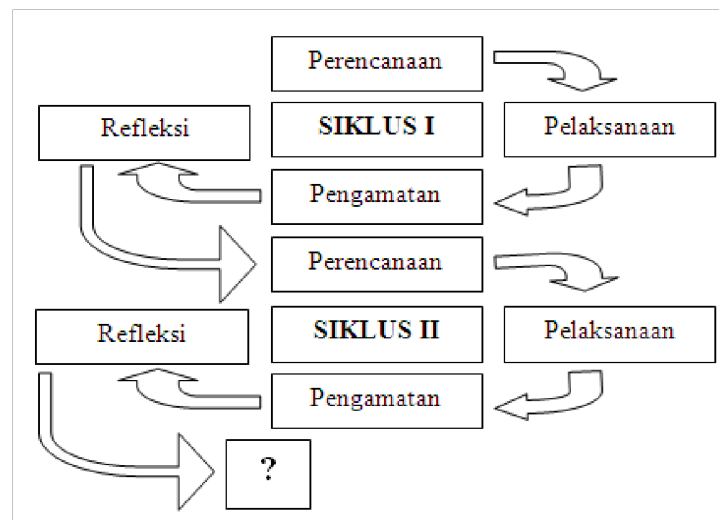 Perencanaan
Refleksi
SIKLUS I
Pelaksanaan
Pengamatan
Perencanaan
Refleksi
SIKLUS II
Pelaksanaan
Pengamatan
?